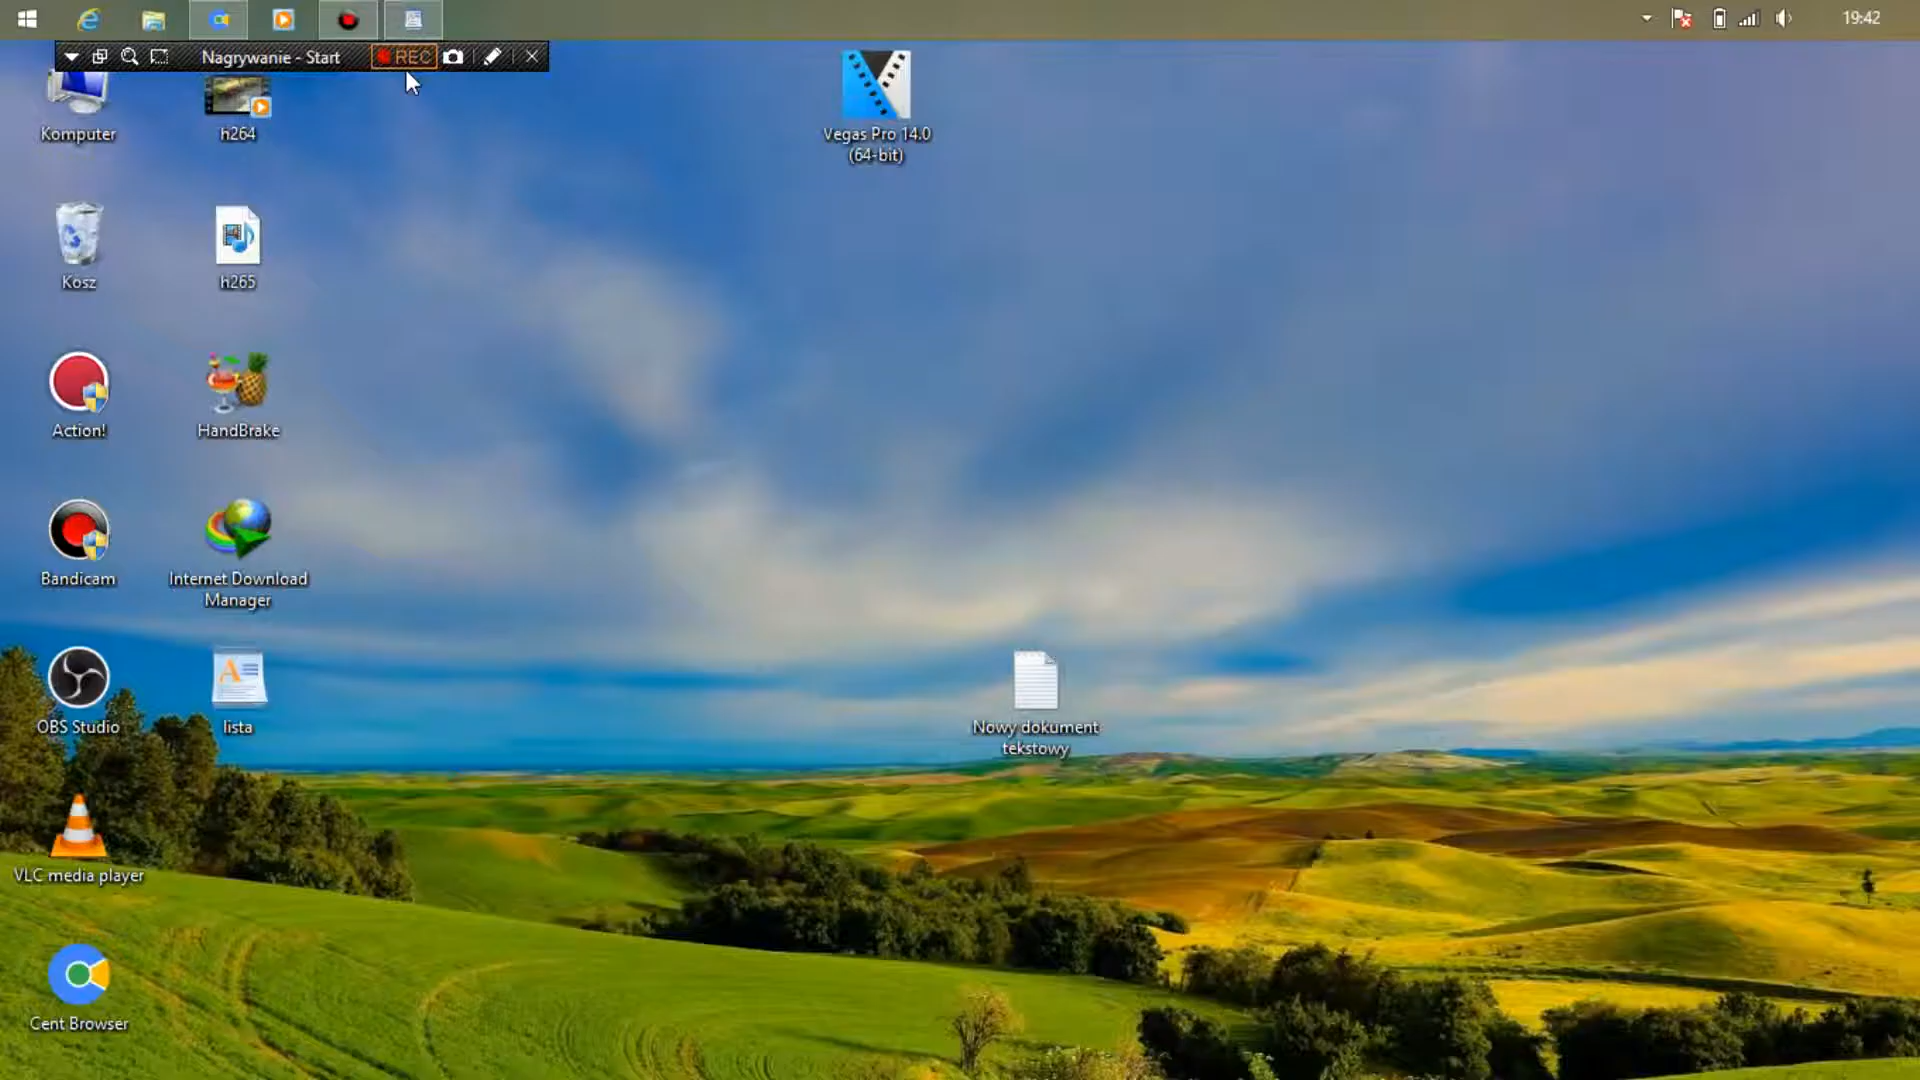 19:42
Nagrywanie - Start
REC
Komputer
h264
Vegas Pro 14.0
(64-bit)
Kosz
h265
Action!
HandBrake
Bandicam
Internet Download
Manager
OBS Studio
lista
Nowy dokument
tekstowy
VLC media player
Cent Browser